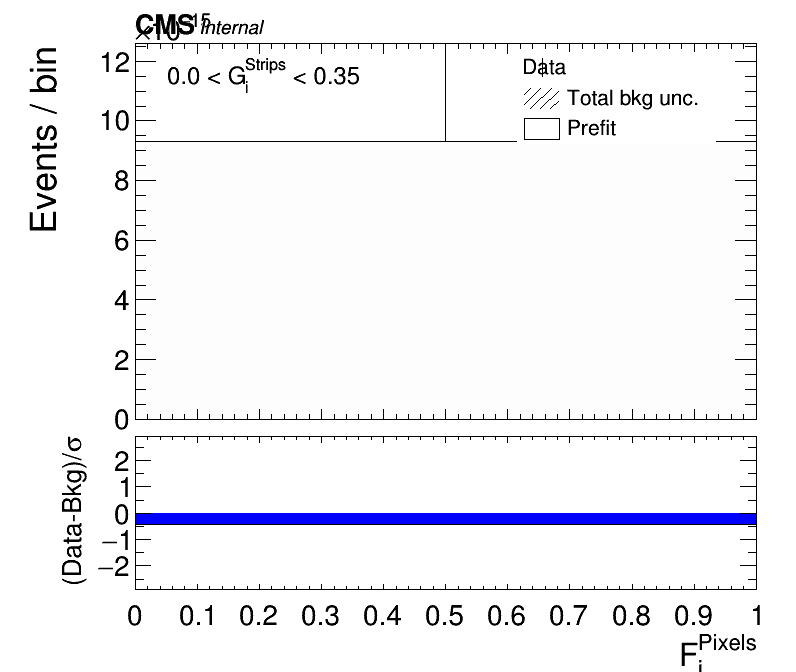 CMS Internal
×10^15
Events / bin
12
10
8
6
4
2
0
0.0 < G_i^Strips < 0.35
Data
Total bkg unc.
Prefit
(Data-Bkg)/σ
2
1
0
−1
−2
0 0.1 0.2 0.3 0.4 0.5 0.6 0.7 0.8 0.9 1
F_i^Pixels